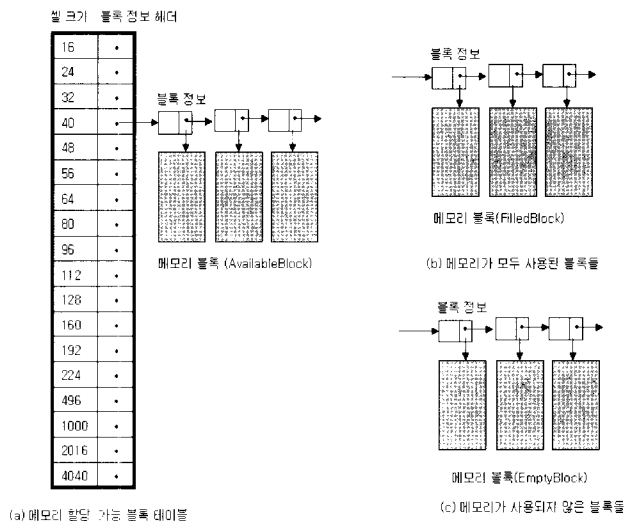 셀 크기 블록 정보 헤더
16
24
32
40
48
56
64
80
96
112
128
160
192
224
496
1000
2016
4040
블록 정보
메모리 블록 (AvailableBlock)
(a) 메모리 할당 가능 블록 테이블
블록 정보
메모리 블록(FilledBlock)
(b) 메모리가 모두 사용된 블록들
블록 정보
메모리 블록(EmptyBlock)
(c) 메모리가 사용되지 않은 블록들